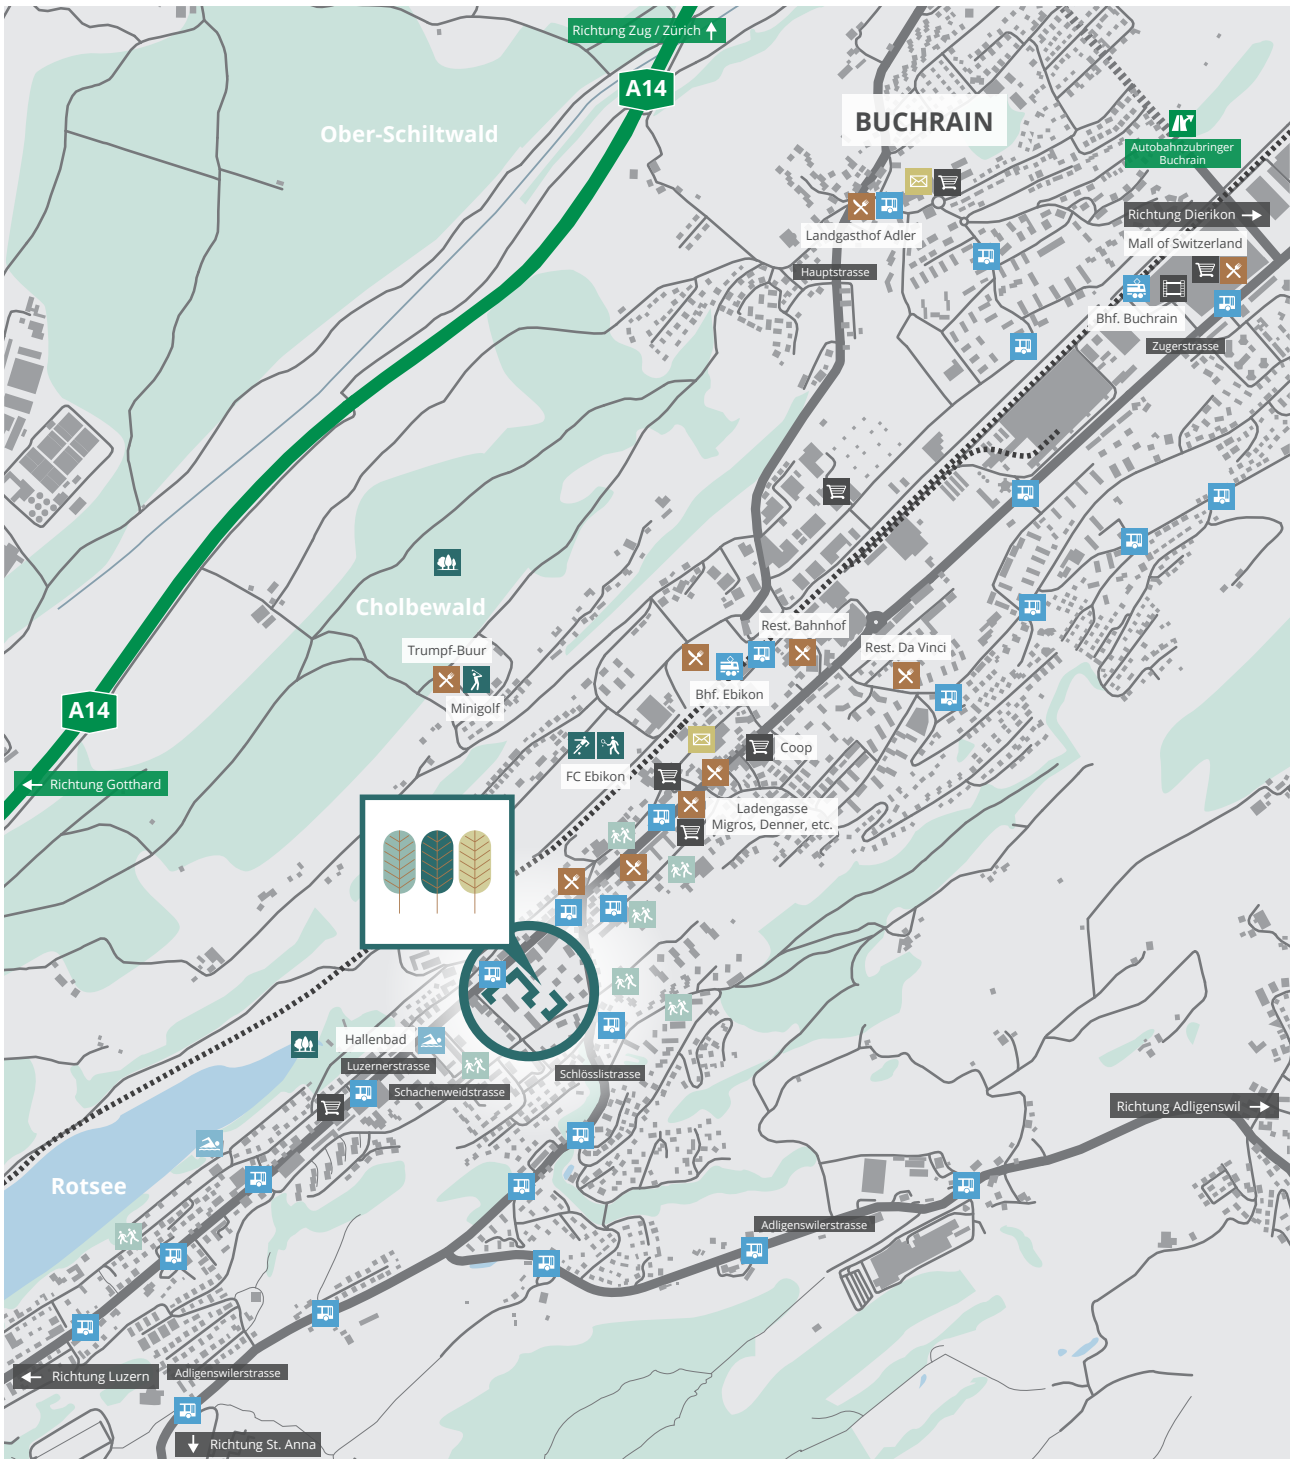 Richtung Zug / Zürich
A14
Ober-Schiltwald
BUCHRAIN
Autobahnzubringer
Buchrain
Richtung Dierikon
Landgasthof Adler
Mall of Switzerland
Hauptstrasse
Bhf. Buchrain
Zugerstrasse
Cholbewald
Rest. Bahnhof
Trumpf-Buur
Rest. Da Vinci
Bhf. Ebikon
Minigolf
A14
Coop
FC Ebikon
Richtung Gotthard
Ladengasse
Migros, Denner, etc.
Hallenbad
Luzernerstrasse
Schlösslistrasse
Schachenweidstrasse
Richtung Adligenswil
Rotsee
Adligenswilerstrasse
Richtung Luzern
Adligenswilerstrasse
Richtung St. Anna